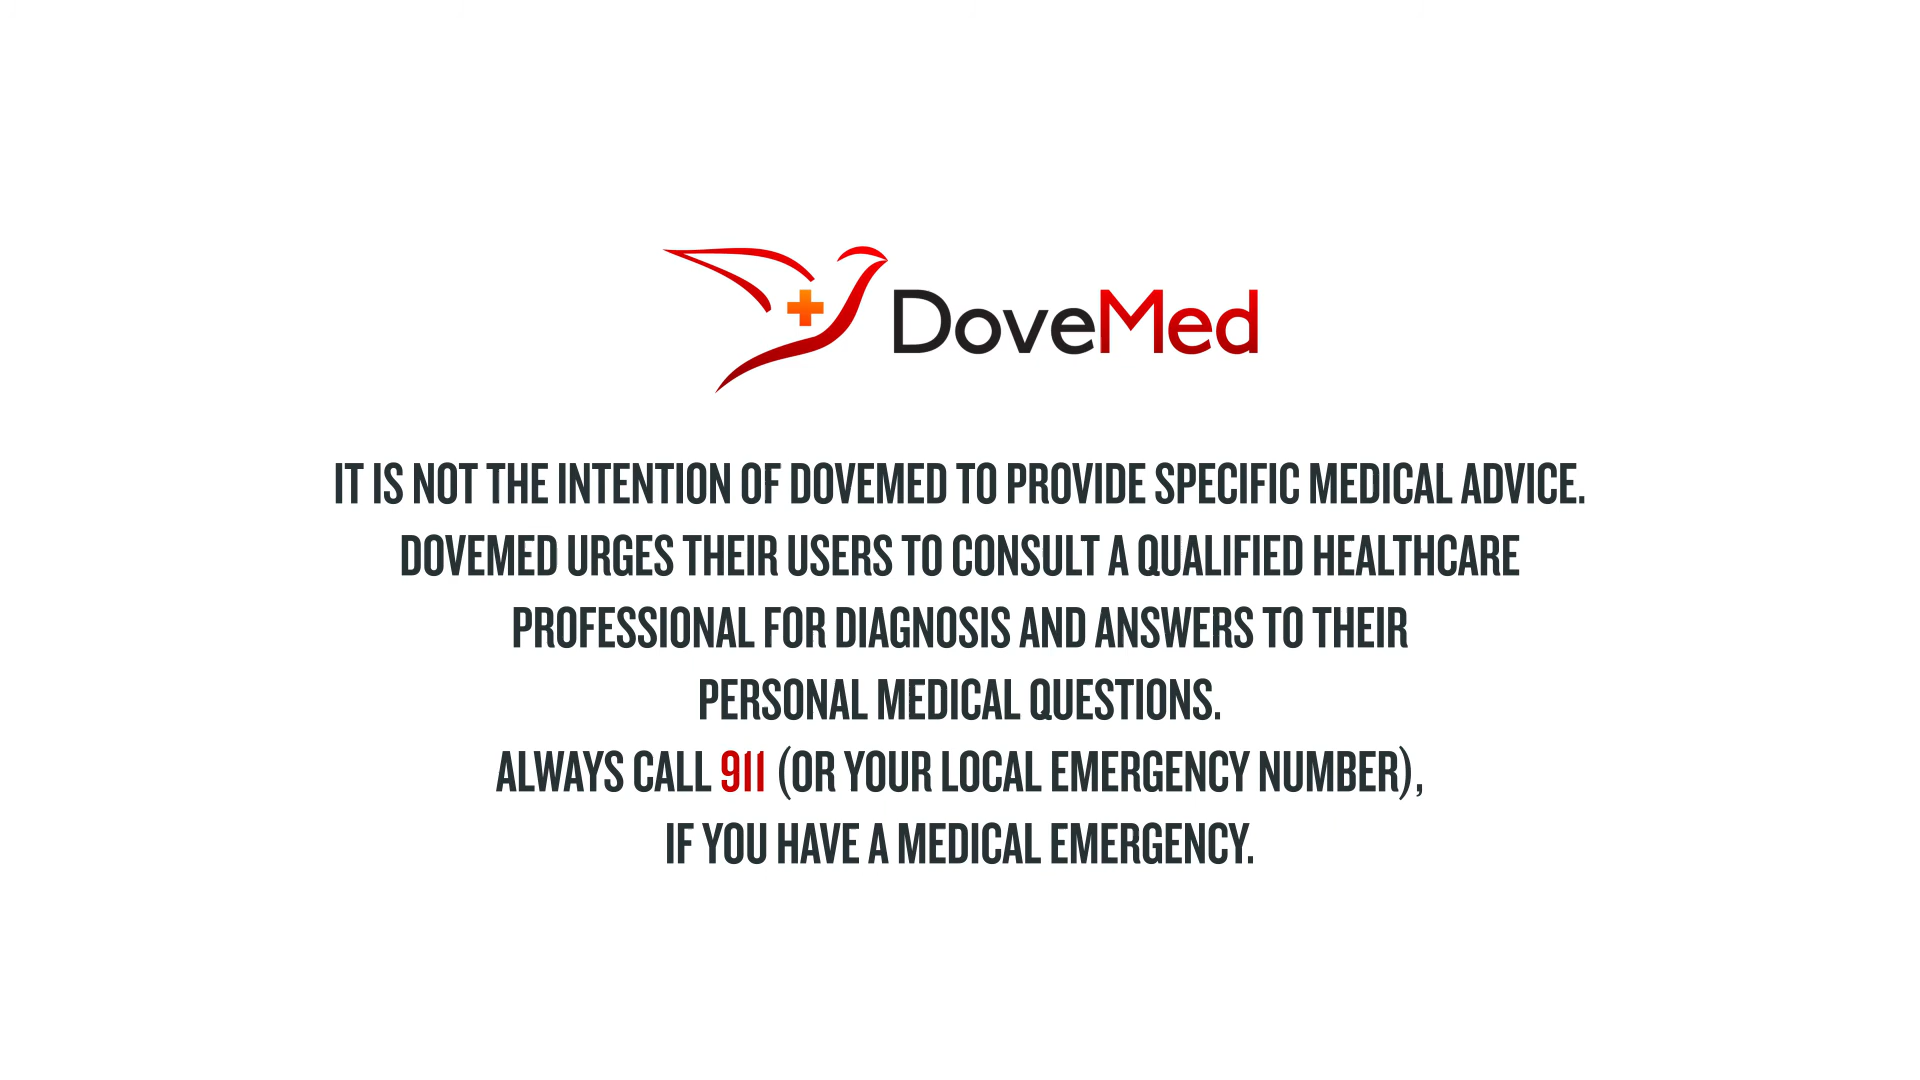 DoveMed
IT IS NOT THE INTENTION OF DOVEMED TO PROVIDE SPECIFIC MEDICAL ADVICE.
DOVEMED URGES THEIR USERS TO CONSULT A QUALIFIED HEALTHCARE
PROFESSIONAL FOR DIAGNOSIS AND ANSWERS TO THEIR
PERSONAL MEDICAL QUESTIONS.
ALWAYS CALL 911 (OR YOUR LOCAL EMERGENCY NUMBER),
IF YOU HAVE A MEDICAL EMERGENCY.